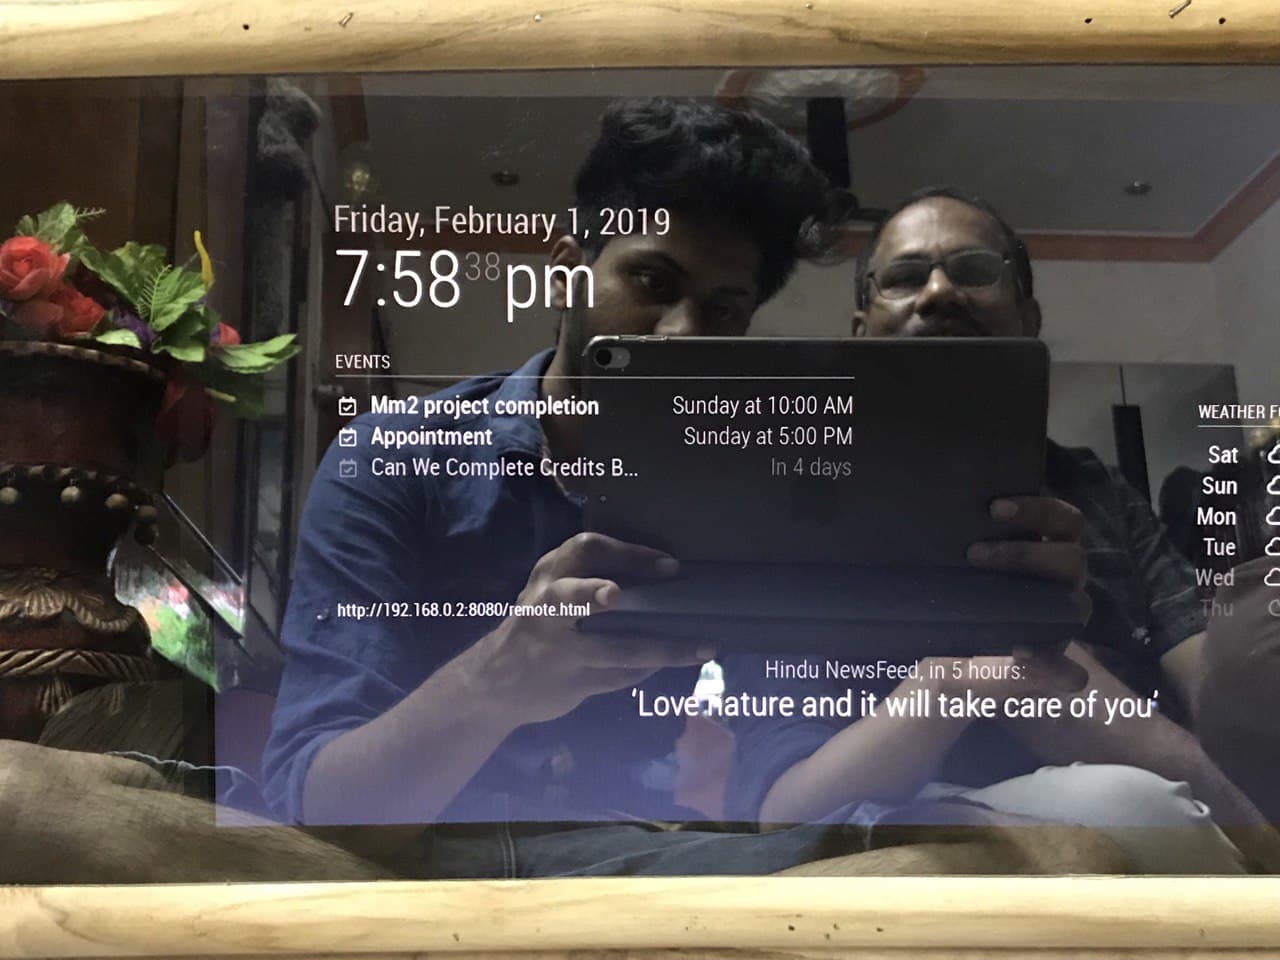 Friday, February 1, 2019
7:58 38 pm
EVENTS
Mm2 project completion Sunday at 10:00 AM
Appointment Sunday at 5:00 PM
Can We Complete Credits B... In 4 days
http://192.168.0.2:8080/remote.html
Hindu NewsFeed, in 5 hours:
‘Love nature and it will take care of you’
WEATHER
Sat
Sun
Mon
Tue
Wed
Thu